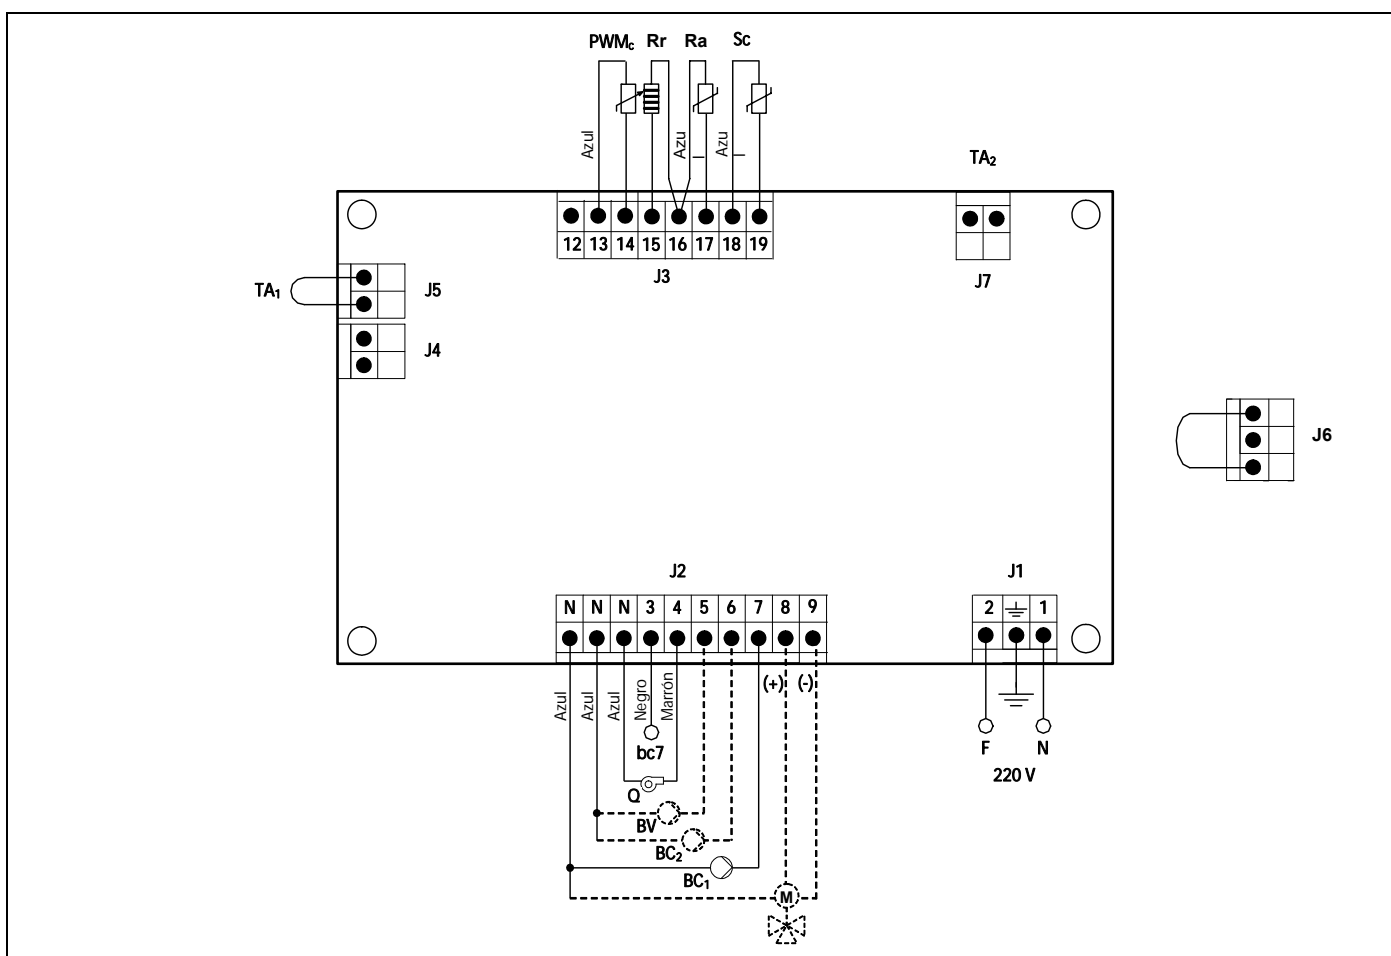 PWMc Rr Ra Sc
Azul Azul Azul
TA2
12 13 14 15 16 17 18 19
J3
J7
TA1
J5
J4
J6
J2
J1
N N N 3 4 5 6 7 8 9
2 1
Azul Azul Azul Negro Marrón (+) (-)
bc7
F N
220 V
Q
BV
BC2
BC1
M